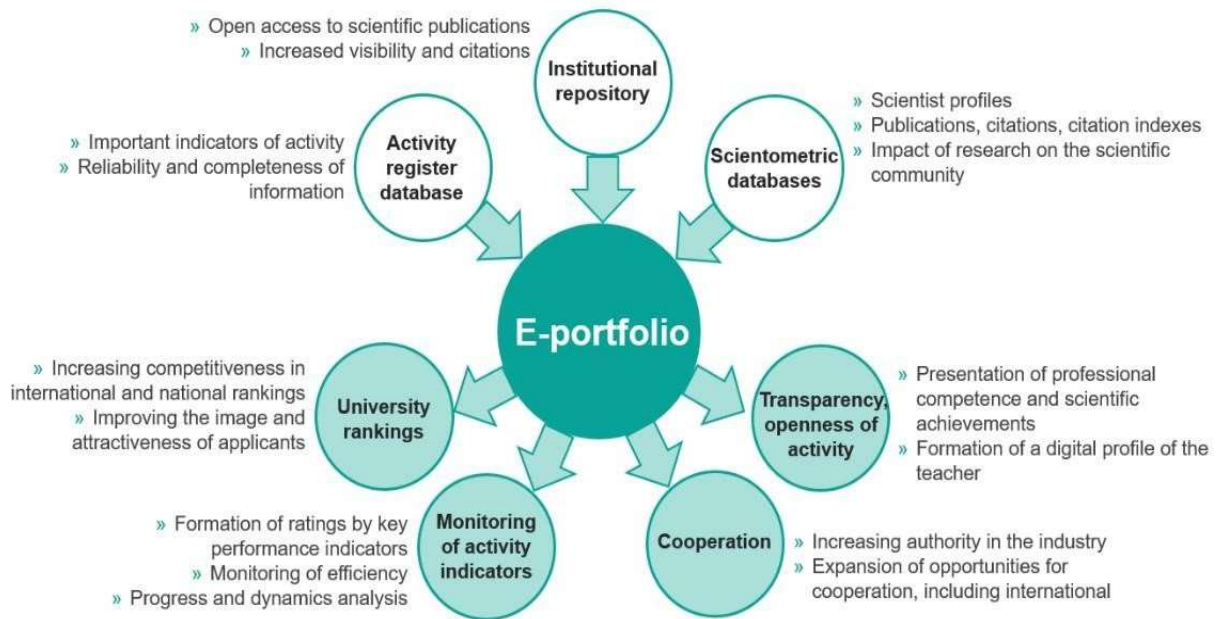 » Open access to scientific publications
» Increased visibility and citations
Institutional
repository
» Important indicators of activity
» Reliability and completeness of
information
Activity
register
database
Scientometric
databases
» Scientist profiles
» Publications, citations, citation indexes
» Impact of research on the scientific
community
E-portfolio
» Increasing competitiveness in
international and national rankings
» Improving the image and
attractiveness of applicants
University
rankings
Transparency,
openness of
activity
» Presentation of professional
competence and scientific
achievements
» Formation of a digital profile of the
teacher
» Formation of ratings by key
performance indicators
» Monitoring of efficiency
» Progress and dynamics analysis
Monitoring
of activity
indicators
Cooperation
» Increasing authority in the industry
» Expansion of opportunities for
cooperation, including international